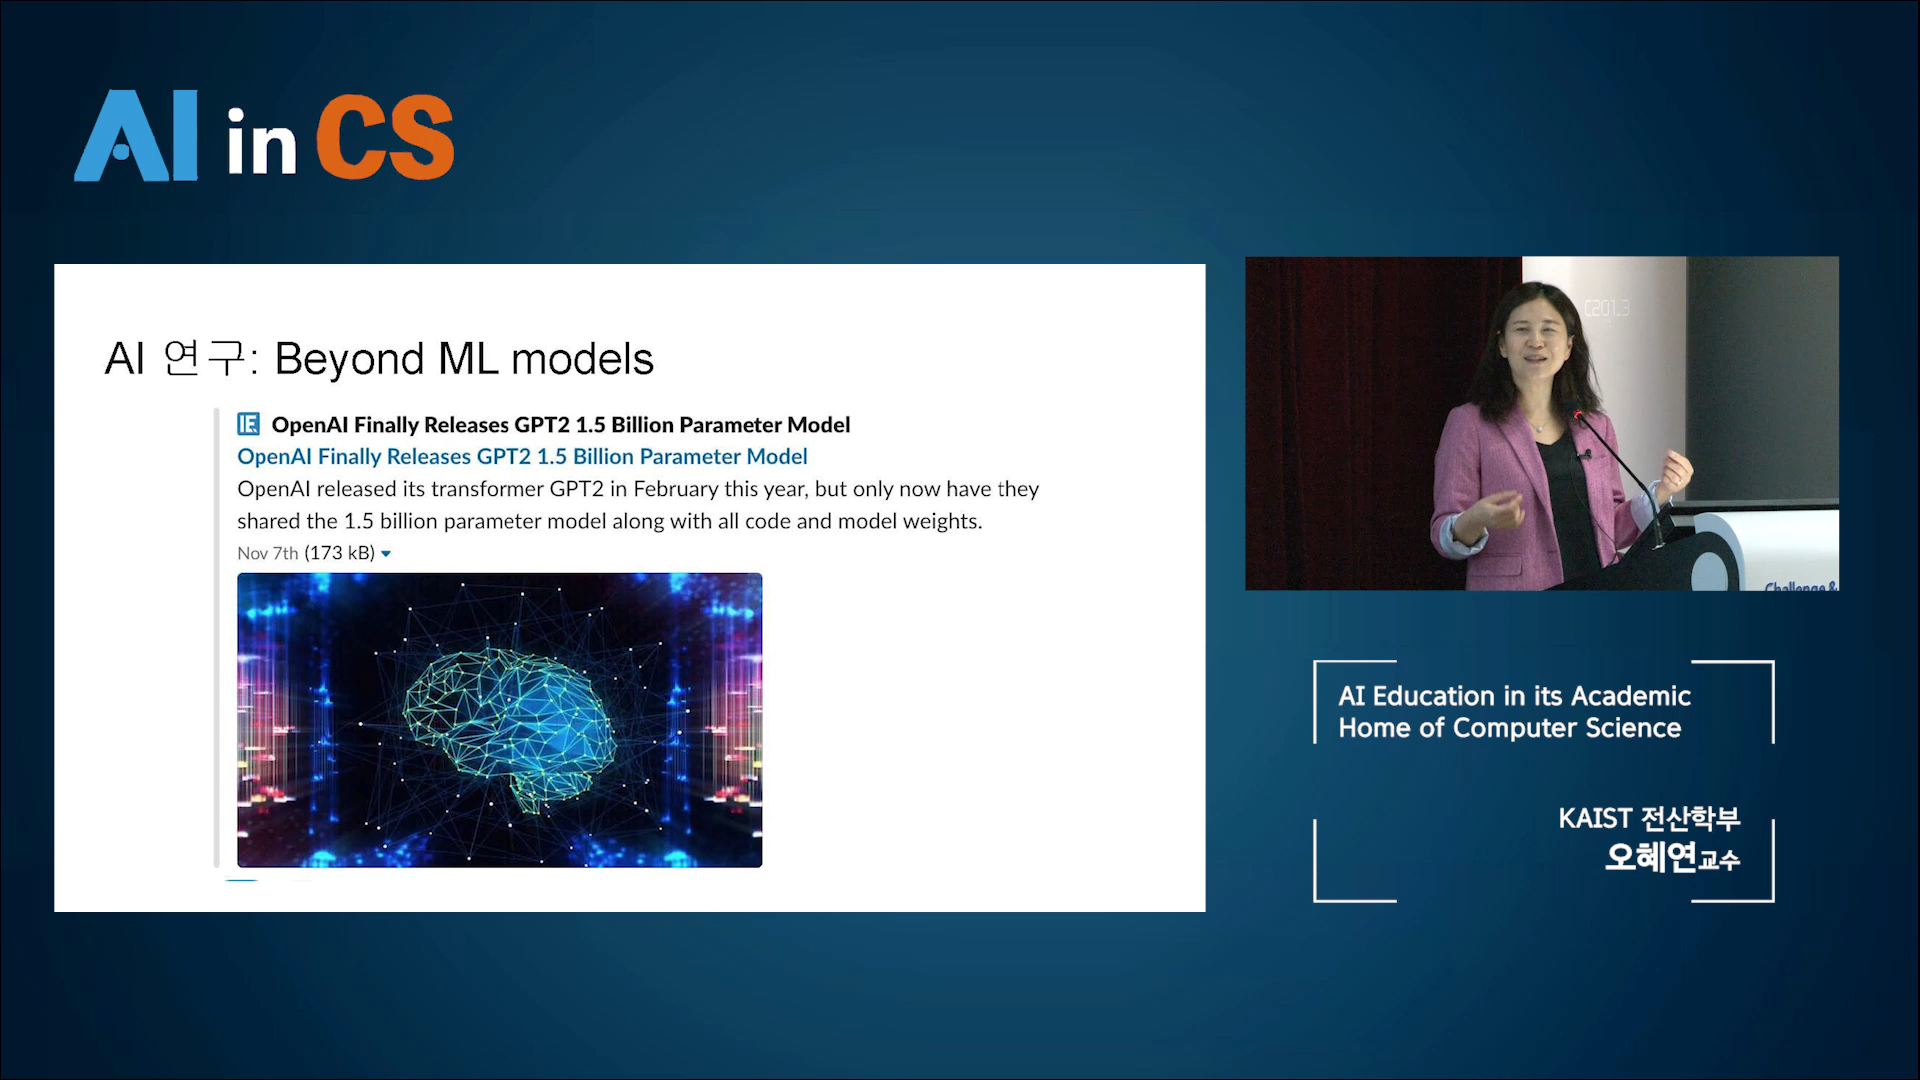 AI in CS
AI 연구: Beyond ML models
IE OpenAI Finally Releases GPT2 1.5 Billion Parameter Model
OpenAI Finally Releases GPT2 1.5 Billion Parameter Model
OpenAI released its transformer GPT2 in February this year, but only now have they
shared the 1.5 billion parameter model along with all code and model weights.
Nov 7th (173 kB)
C201.3
Challenge &
AI Education in its Academic
Home of Computer Science
KAIST 전산학부
오혜연교수